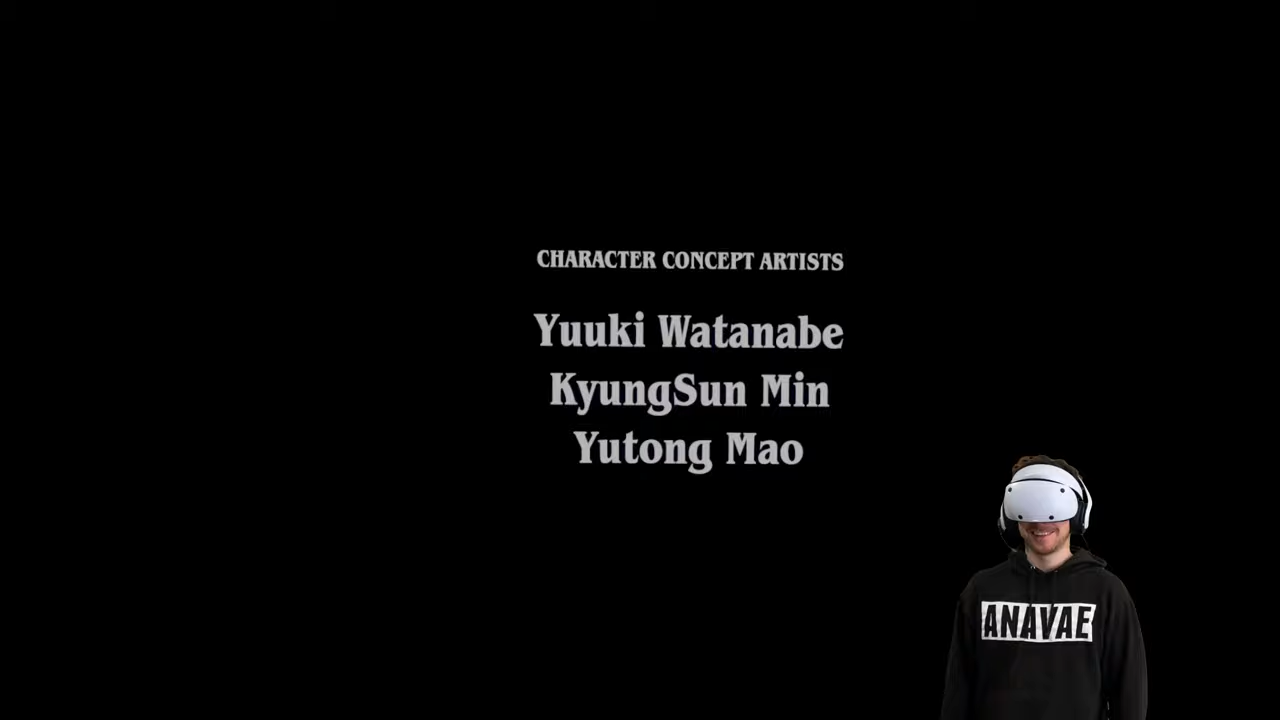 CHARACTER CONCEPT ARTISTS
Yuuki Watanabe
KyungSun Min
Yutong Mao
ANAVAE